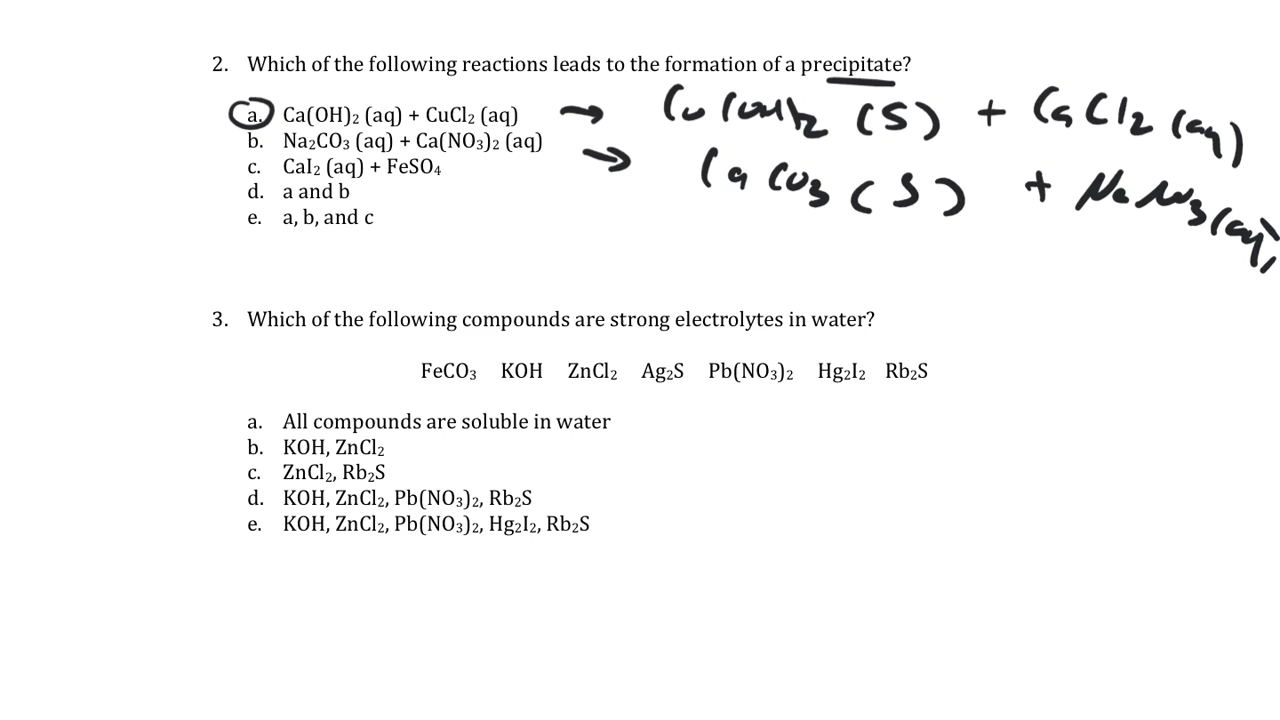 2. Which of the following reactions leads to the formation of a precipitate?
a. Ca(OH)₂ (aq) + CuCl₂ (aq) → Cu(OH)₂ (S) + CaCl₂ (aq)
b. Na₂CO₃ (aq) + Ca(NO₃)₂ (aq) → CaCO₃ (S) + NaNO₃ (aq)
c. CaI₂ (aq) + FeSO₄
d. a and b
e. a, b, and c
3. Which of the following compounds are strong electrolytes in water?
FeCO₃ KOH ZnCl₂ Ag₂S Pb(NO₃)₂ Hg₂I₂ Rb₂S
a. All compounds are soluble in water
b. KOH, ZnCl₂
c. ZnCl₂, Rb₂S
d. KOH, ZnCl₂, Pb(NO₃)₂, Rb₂S
e. KOH, ZnCl₂, Pb(NO₃)₂, Hg₂I₂, Rb₂S